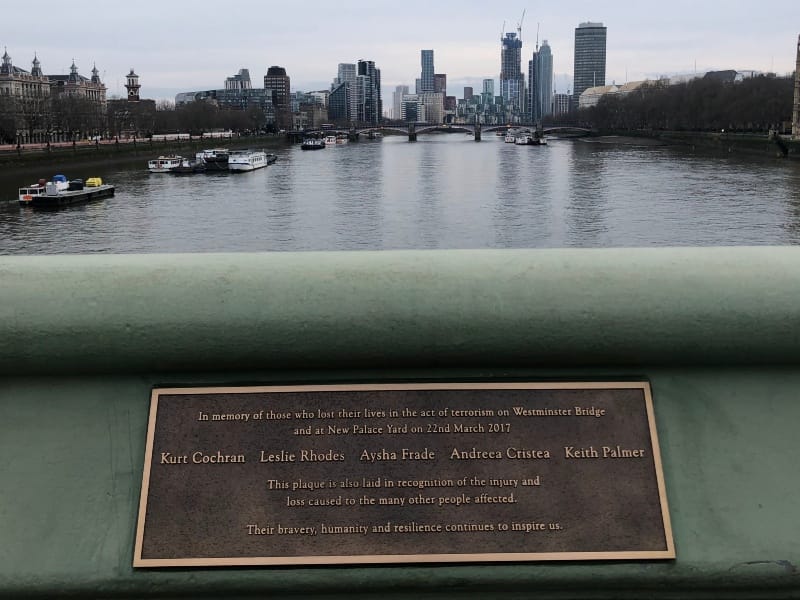 In memory of those who lost their lives in the act of terrorism on Westminster Bridge
and at New Palace Yard on 22nd March 2017
Kurt Cochran Leslie Rhodes Aysha Frade Andreea Cristea Keith Palmer
This plaque is also laid in recognition of the injury and
loss caused to the many other people affected.
Their bravery, humanity and resilience continues to inspire us.